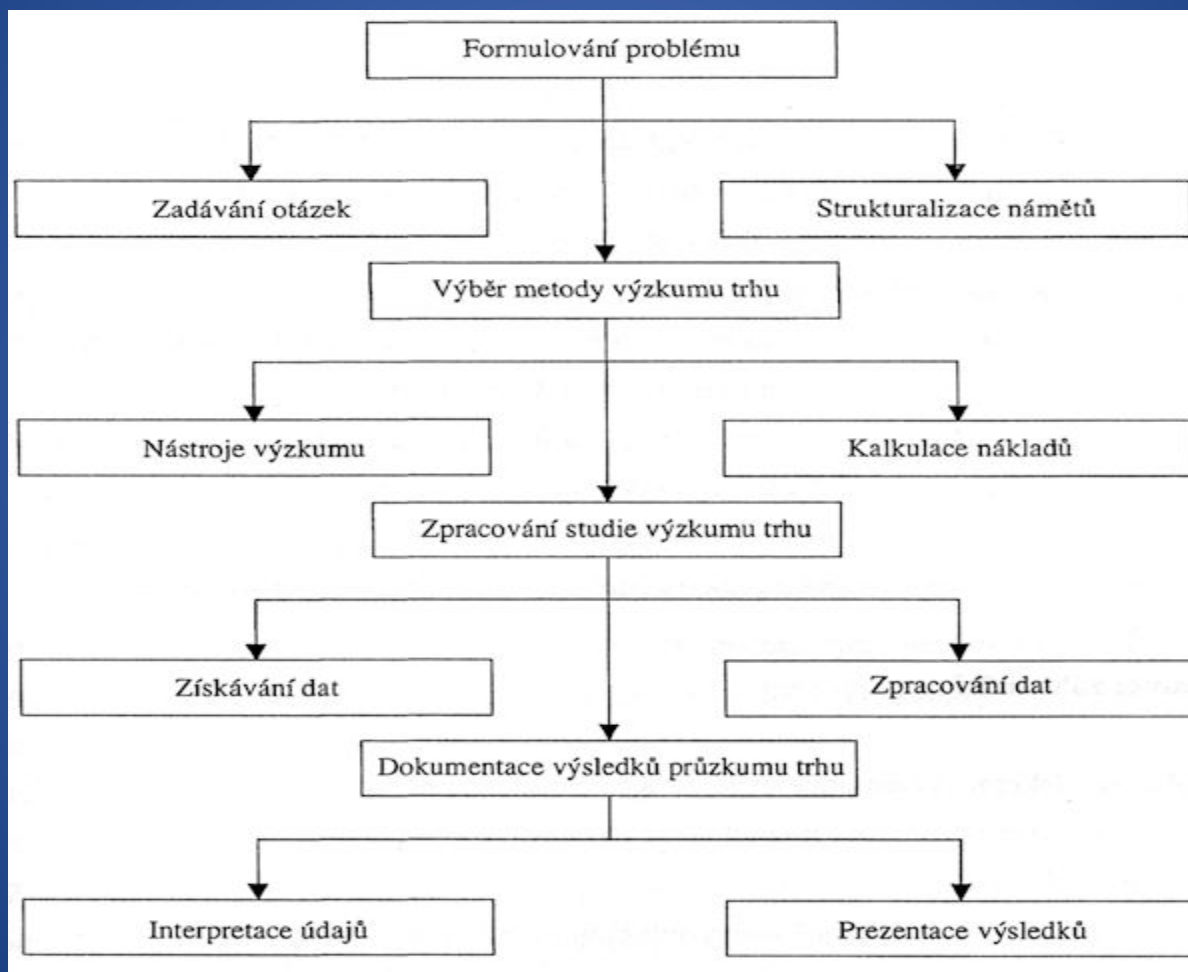 Formulování problému
Zadávání otázek
Strukturalizace námětů
Výběr metody výzkumu trhu
Nástroje výzkumu
Kalkulace nákladů
Zpracování studie výzkumu trhu
Získávání dat
Zpracování dat
Dokumentace výsledků průzkumu trhu
Interpretace údajů
Prezentace výsledků